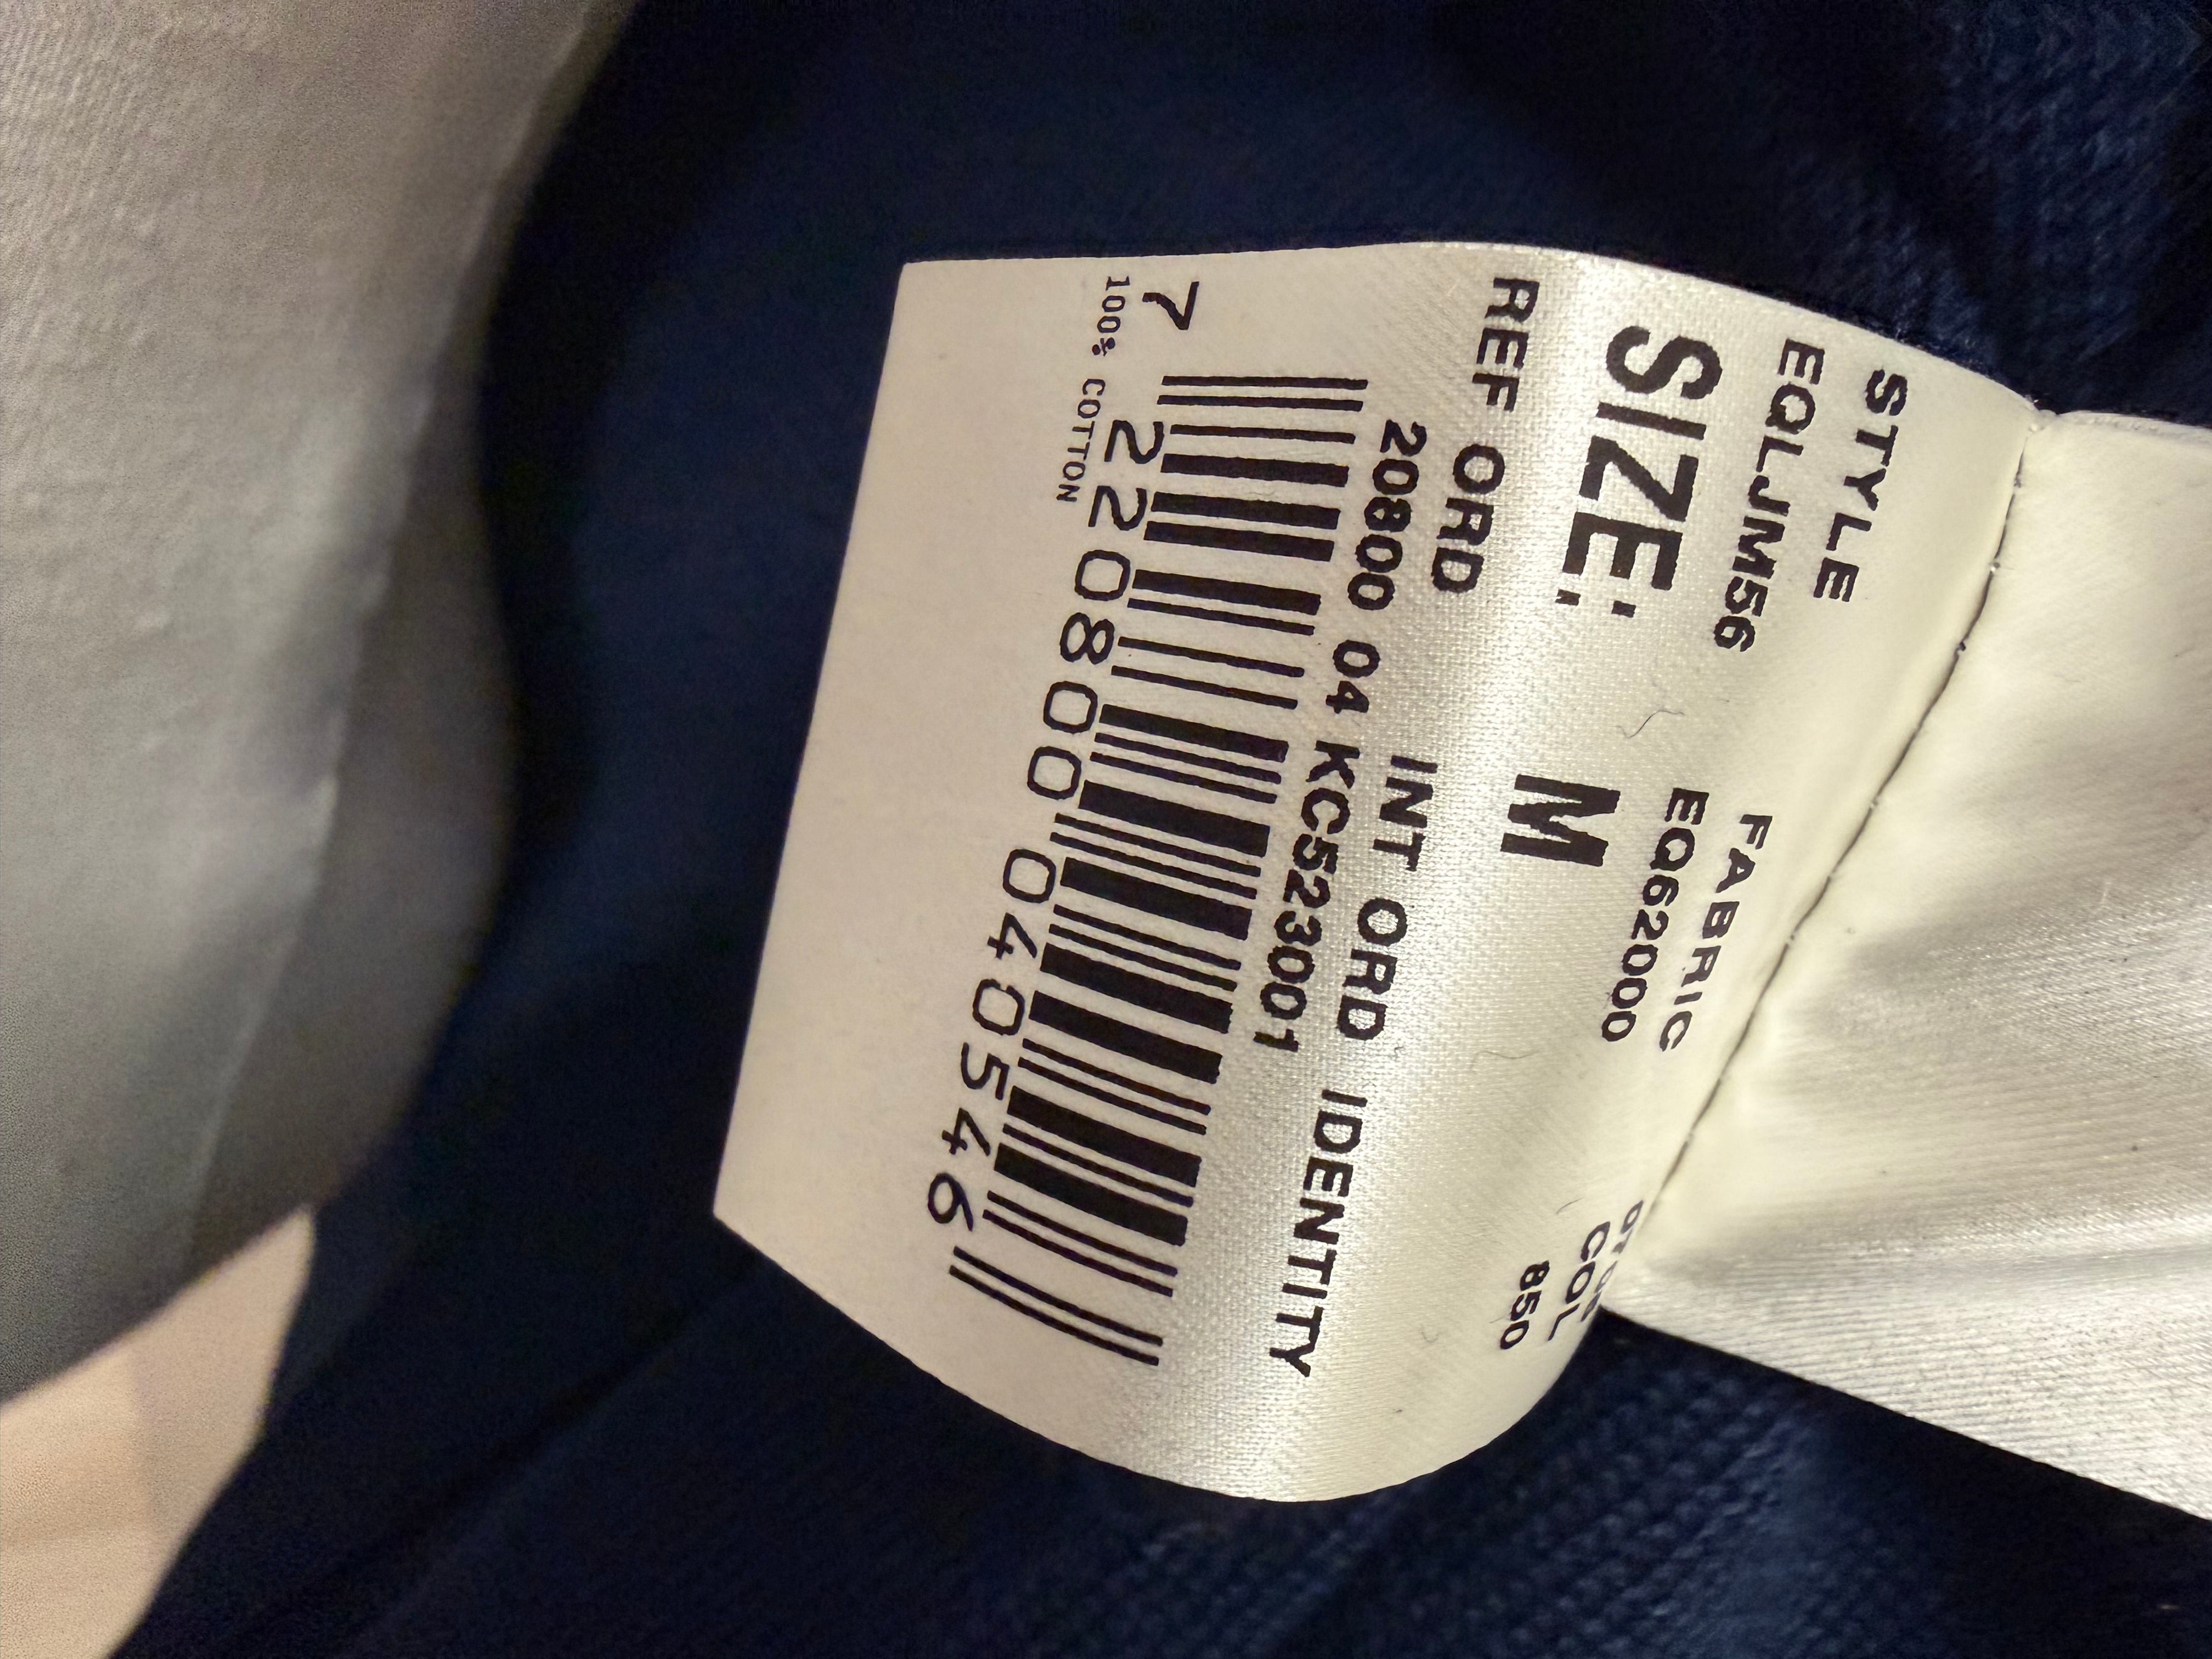 STYLE FABRIC COL
EQLJM56 EQ62000 850
SIZE: M
REF ORD INT ORD IDENTITY
20800 04 KC523001
7 220800 040546
100% COTTON